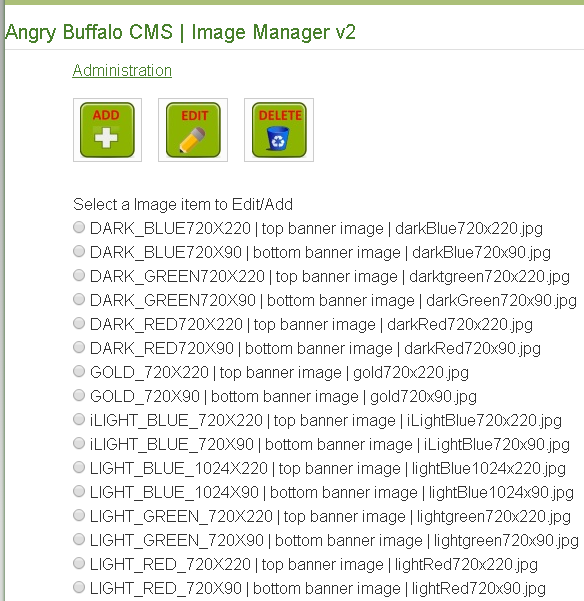 Angry Buffalo CMS | Image Manager v2
Administration
ADD EDIT DELETE
Select a Image item to Edit/Add
DARK_BLUE720X220 | top banner image | darkBlue720x220.jpg
DARK_BLUE720X90 | bottom banner image | darkBlue720x90.jpg
DARK_GREEN720X220 | top banner image | darktgreen720x220.jpg
DARK_GREEN720X90 | bottom banner image | darkGreen720x90.jpg
DARK_RED720X220 | top banner image | darkRed720x220.jpg
DARK_RED720X90 | bottom banner image | darkRed720x90.jpg
GOLD_720X220 | top banner image | gold720x220.jpg
GOLD_720X90 | bottom banner image | gold720x90.jpg
iLIGHT_BLUE_720X220 | top banner image | iLightBlue720x220.jpg
iLIGHT_BLUE_720X90 | bottom banner image | iLightBlue720x90.jpg
LIGHT_BLUE_1024X220 | top banner image | lightBlue1024x220.jpg
LIGHT_BLUE_1024X90 | bottom banner image | lightBlue1024x90.jpg
LIGHT_GREEN_720X220 | top banner image | lightgreen720x220.jpg
LIGHT_GREEN_720X90 | bottom banner image | lightgreen720x90.jpg
LIGHT_RED_720X220 | top banner image | lightRed720x220.jpg
LIGHT_RED_720X90 | bottom banner image | lightRed720x90.jpg